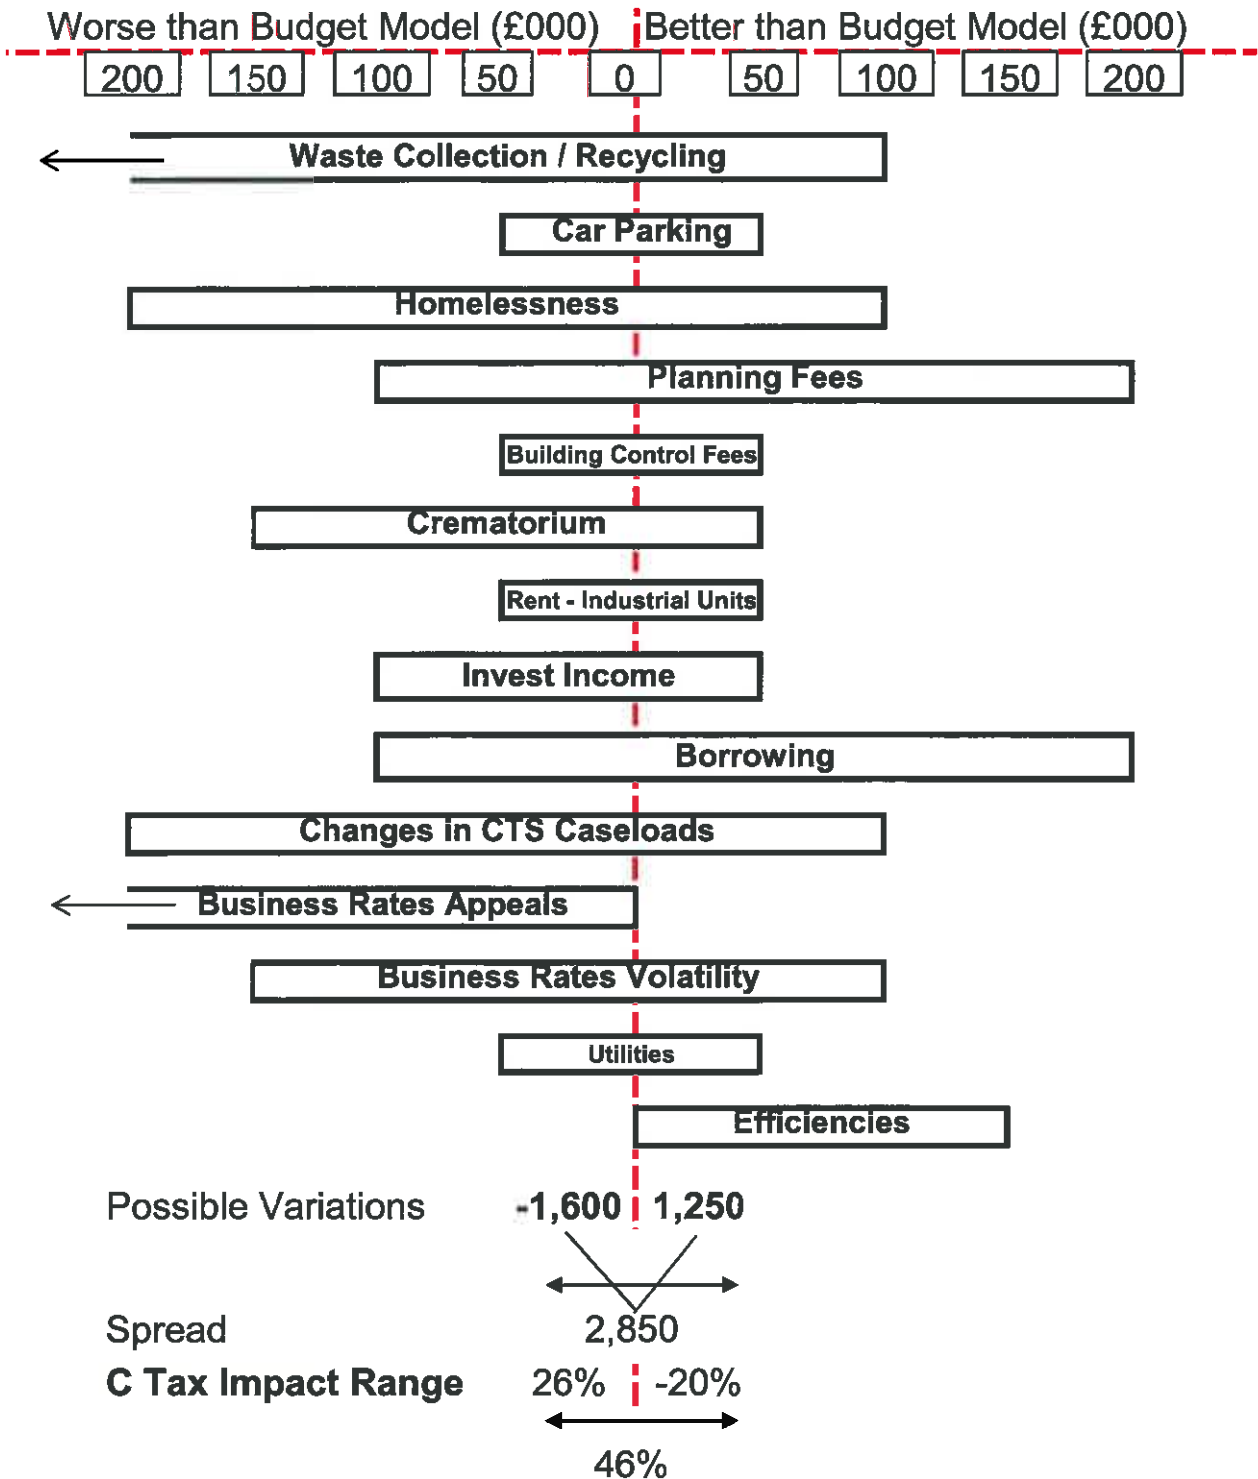 Worse than Budget Model (£000) Better than Budget Model (£000)
200 150 100 50 0 50 100 150 200
Waste Collection / Recycling
Car Parking
Homelessness
Planning Fees
Building Control Fees
Crematorium
Rent - Industrial Units
Invest Income
Borrowing
Changes in CTS Caseloads
Business Rates Appeals
Business Rates Volatility
Utilities
Efficiencies
Possible Variations -1,600 1,250
Spread 2,850
C Tax Impact Range 26% -20%
46%